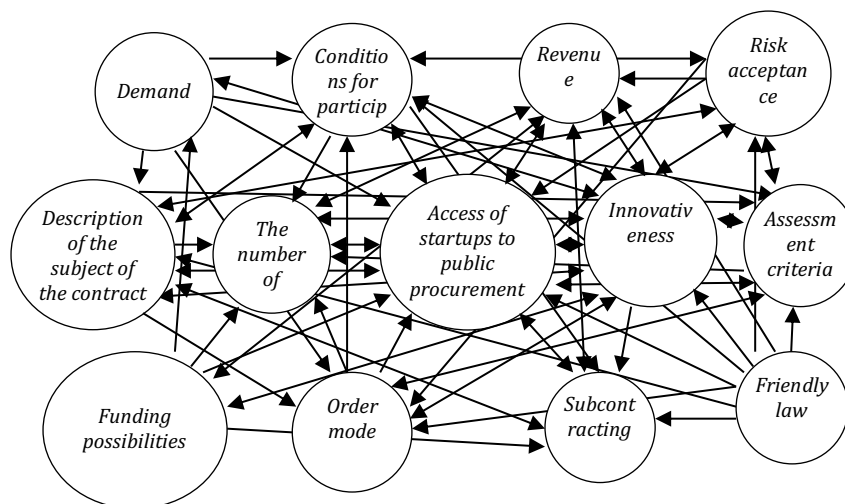 Demand
Conditio
ns for
particip
Revenu
e
Risk
acceptan
ce
Description
of the
subject of
the contract
The
number
of
Access of
startups to
public
procurement
Innovativ
eness
Assessm
ent
criteria
Funding
possibilities
Order
mode
Subcont
racting
Friendly
law